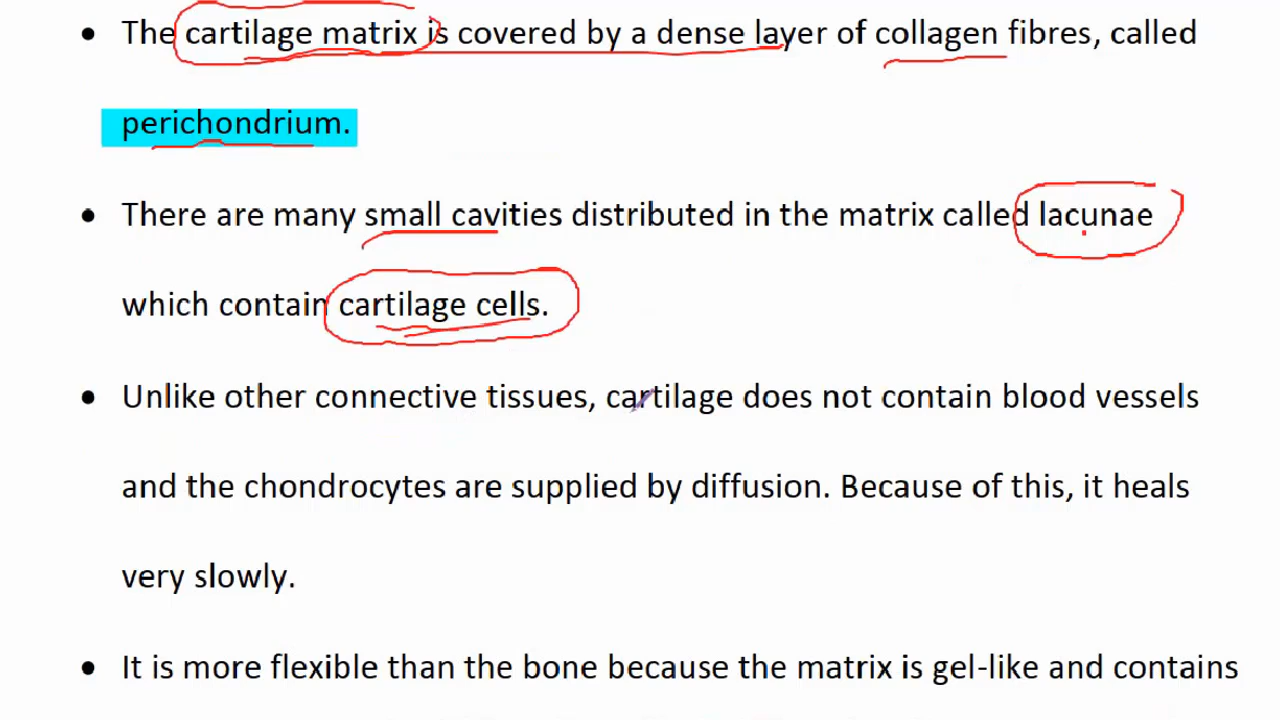 • The cartilage matrix is covered by a dense layer of collagen fibres, called
perichondrium.
• There are many small cavities distributed in the matrix called lacunae
which contain cartilage cells.
• Unlike other connective tissues, cartilage does not contain blood vessels
and the chondrocytes are supplied by diffusion. Because of this, it heals
very slowly.
• It is more flexible than the bone because the matrix is gel-like and contains